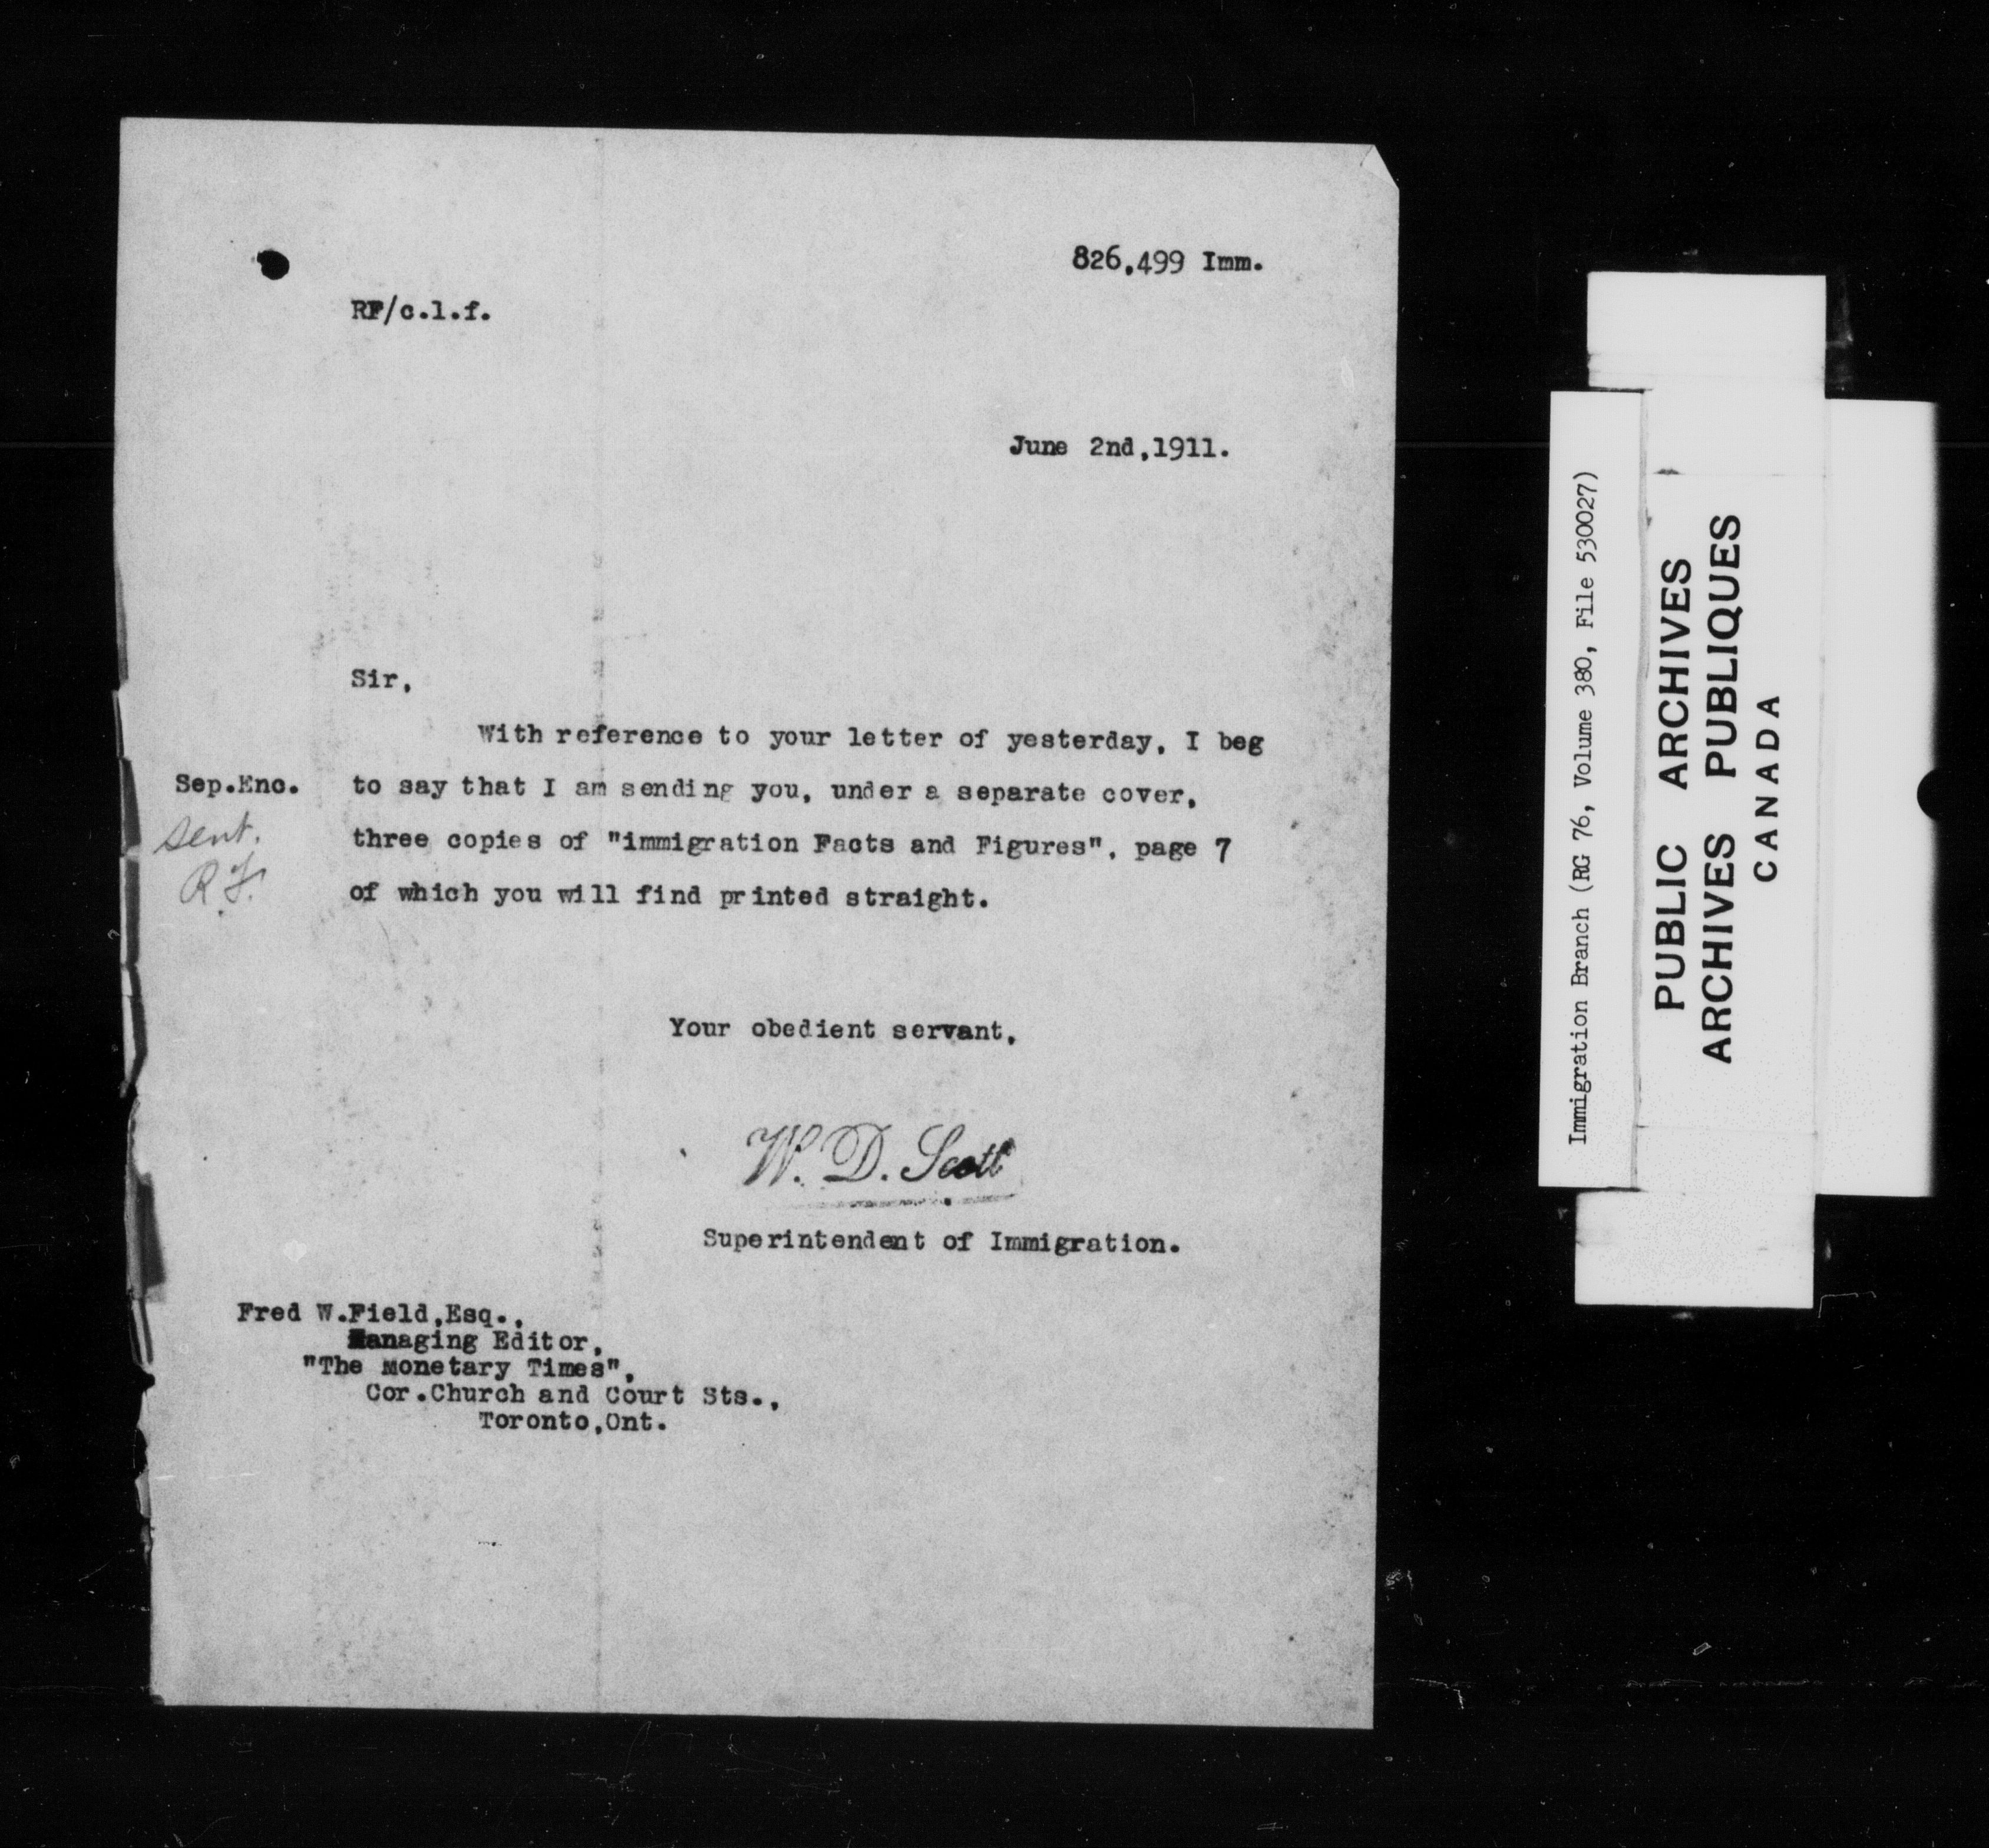 826,499 Imm.
RF/c.l.f.
June 2nd,1911.
Sir,
With reference to your letter of yesterday, I beg
Sep.Enc. to say that I am sending you, under a separate cover,
sent. three copies of "immigration Facts and Figures", page 7
R.F. of which you will find printed straight.
Your obedient servant,
W. D. Scott
Superintendent of Immigration.
Fred W.Field,Esq.,
Managing Editor,
"The Monetary Times",
Cor.Church and Court Sts.,
Toronto,Ont.
Immigration Branch (RG 76, Volume 380, File 530027)
PUBLIC ARCHIVES
ARCHIVES PUBLIQUES
CANADA